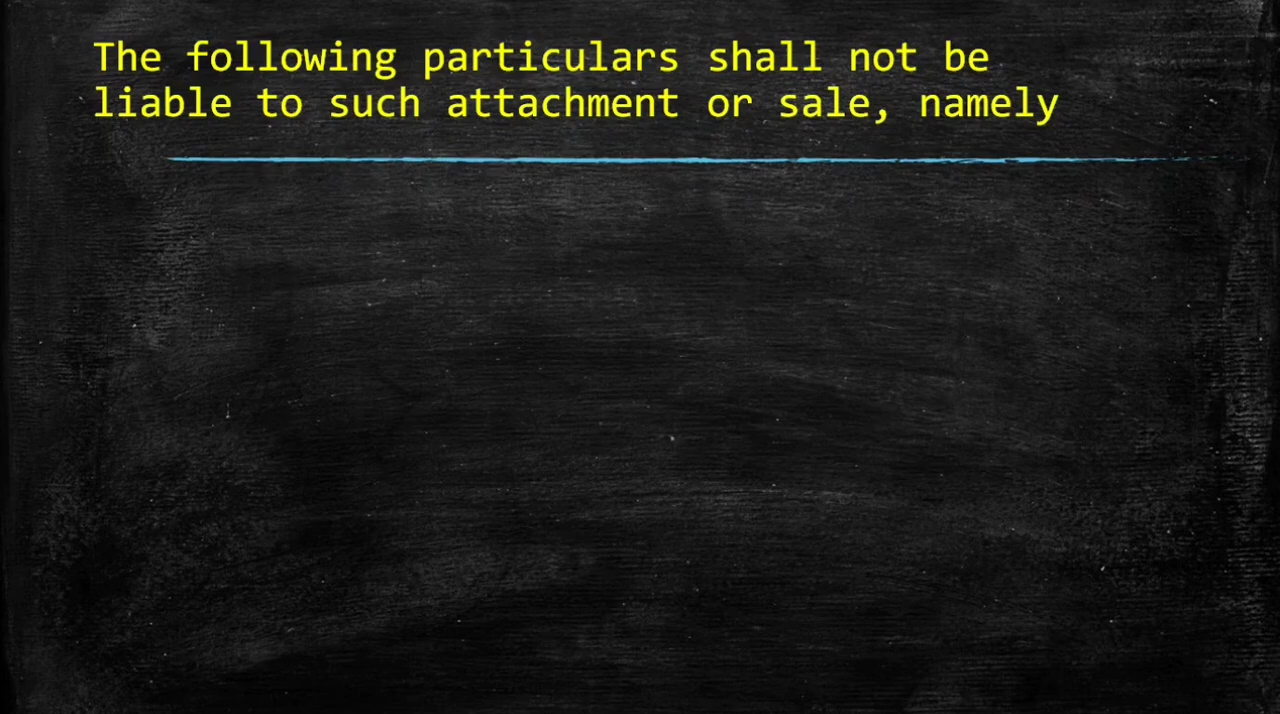 The following particulars shall not be
liable to such attachment or sale, namely